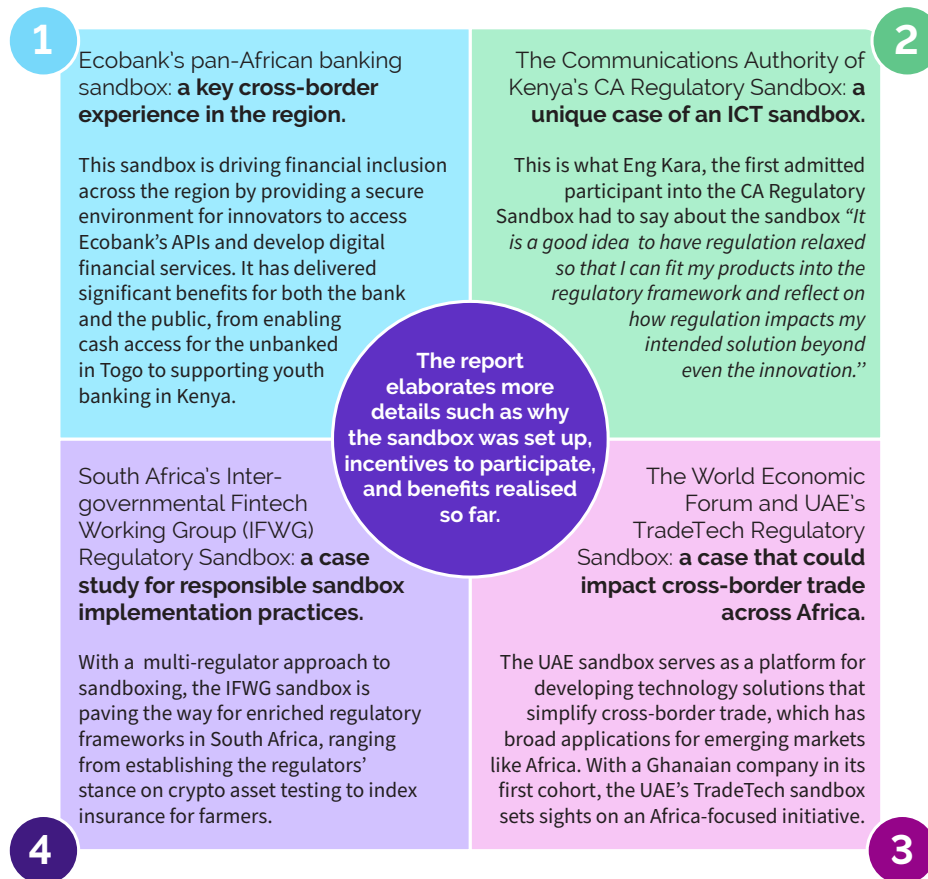 1
Ecobank’s pan-African banking
sandbox: a key cross-border
experience in the region.
This sandbox is driving financial inclusion
across the region by providing a secure
environment for innovators to access
Ecobank’s APIs and develop digital
financial services. It has delivered
significant benefits for both the bank
and the public, from enabling
cash access for the unbanked
in Togo to supporting youth
banking in Kenya.
2
The Communications Authority of
Kenya’s CA Regulatory Sandbox: a
unique case of an ICT sandbox.
This is what Eng Kara, the first admitted
participant into the CA Regulatory
Sandbox had to say about the sandbox “It
is a good idea  to have regulation relaxed
so that I can fit my products into the
regulatory framework and reflect on
how regulation impacts my
intended solution beyond
even the innovation.’’
The report
elaborates more
details such as why
the sandbox was set up,
incentives to participate,
and benefits realised
so far.
The World Economic
Forum and UAE’s
TradeTech Regulatory
Sandbox: a case that could
impact cross-border trade
across Africa.
The UAE sandbox serves as a platform for
developing technology solutions that
simplify cross-border trade, which has
broad applications for emerging markets
like Africa. With a Ghanaian company in its
first cohort, the UAE’s TradeTech sandbox
sets sights on an Africa-focused initiative.
3
South Africa’s Inter-
governmental Fintech
Working Group (IFWG)
Regulatory Sandbox: a case
study for responsible sandbox
implementation practices.
With a  multi-regulator approach to
sandboxing, the IFWG sandbox is
paving the way for enriched regulatory
frameworks in South Africa, ranging
from establishing the regulators’
stance on crypto asset testing to index
insurance for farmers.
4